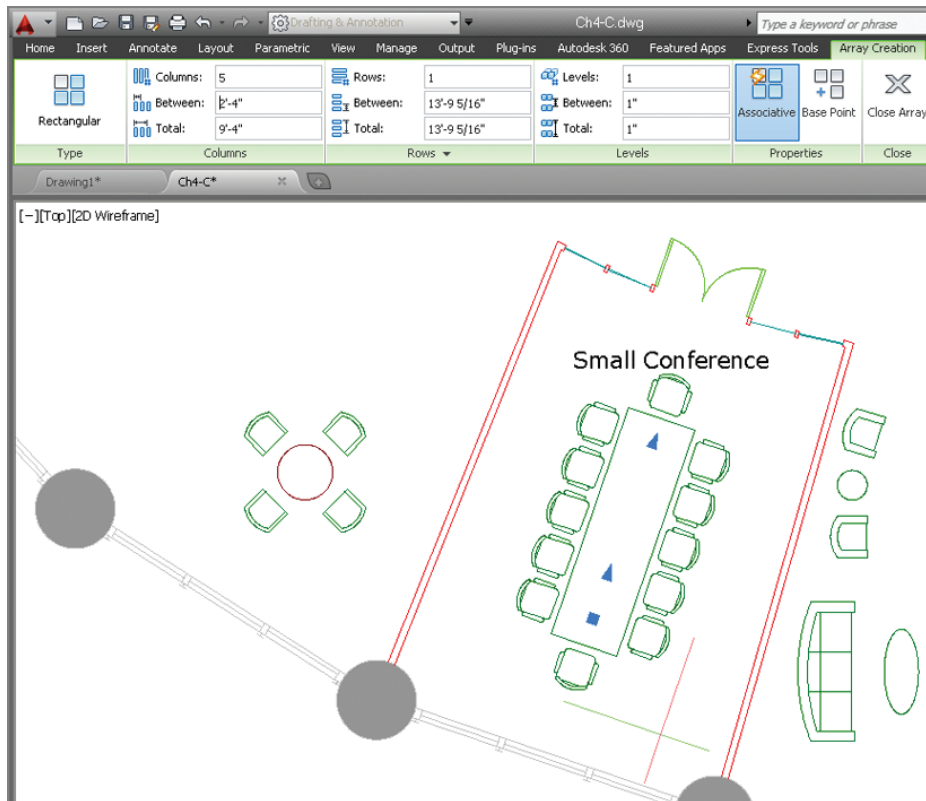 Drafting & Annotation Ch4-C.dwg Type a keyword or phrase
Home Insert Annotate Layout Parametric View Manage Output Plug-ins Autodesk 360 Featured Apps Express Tools Array Creation
Columns: 5 Rows: 1 Levels: 1
Between: 2'-4" Between: 13'-9 5/16" Between: 1"
Rectangular Associative Base Point Close Array
Total: 9'-4" Total: 13'-9 5/16" Total: 1"
Type Columns Rows Levels Properties Close
Drawing1* Ch4-C*
[−][Top][2D Wireframe]
Small Conference